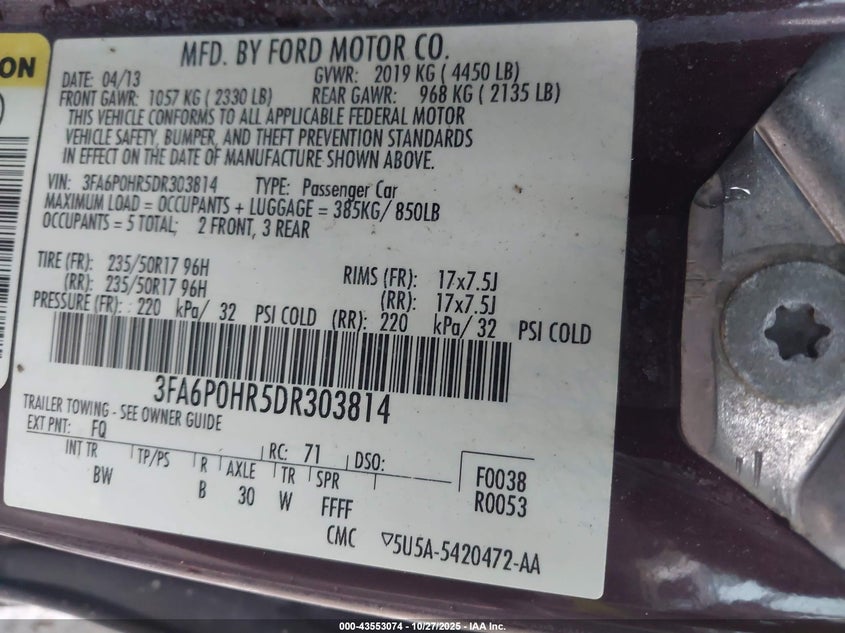 ON
MFD. BY FORD MOTOR CO.
DATE: 04/13 GVWR: 2019 KG ( 4450 LB)
FRONT GAWR: 1057 KG ( 2330 LB) REAR GAWR: 968 KG ( 2135 LB)
THIS VEHICLE CONFORMS TO ALL APPLICABLE FEDERAL MOTOR
VEHICLE SAFETY, BUMPER, AND THEFT PREVENTION STANDARDS
IN EFFECT ON THE DATE OF MANUFACTURE SHOWN ABOVE.
VIN: 3FA6P0HR5DR303814 TYPE: Passenger Car
MAXIMUM LOAD = OCCUPANTS + LUGGAGE = 385KG/ 850LB
OCCUPANTS = 5 TOTAL; 2 FRONT, 3 REAR
TIRE (FR): 235/50R17 96H RIMS (FR): 17x7.5J
(RR): 235/50R17 96H (RR): 17x7.5J
PRESSURE (FR): 220 kPa/ 32 PSI COLD (RR): 220 kPa/ 32 PSI COLD
3FA6P0HR5DR303814
TRAILER TOWING - SEE OWNER GUIDE
EXT PNT: FQ RC: 71 DSO: F0038
INT TR TP/PS R AXLE TR SPR R0053
BW B 30 W FFFF
CMC ▽5U5A-5420472-AA
000-43553074 | 10/27/2025 - IAA Inc.